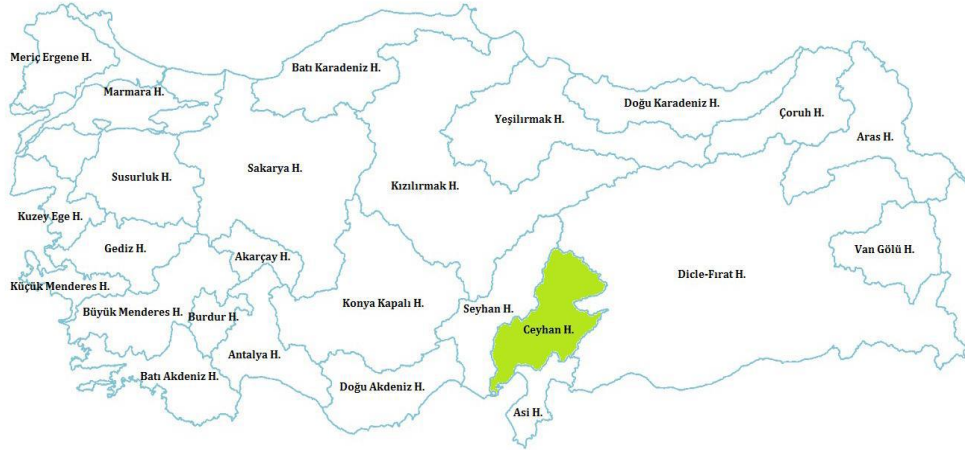 Meriç Ergene H.
Batı Karadeniz H.
Marmara H.
Doğu Karadeniz H.
Yeşilırmak H.
Çoruh H.
Aras H.
Susurluk H.
Sakarya H.
Kızılırmak H.
Kuzey Ege H.
Gediz H.
Akarçay H.
Van Gölü H.
Dicle-Fırat H.
Küçük Menderes H.
Büyük Menderes H.
Burdur H.
Konya Kapalı H.
Seyhan H.
Ceyhan H.
Antalya H.
Batı Akdeniz H.
Doğu Akdeniz H.
Asi H.